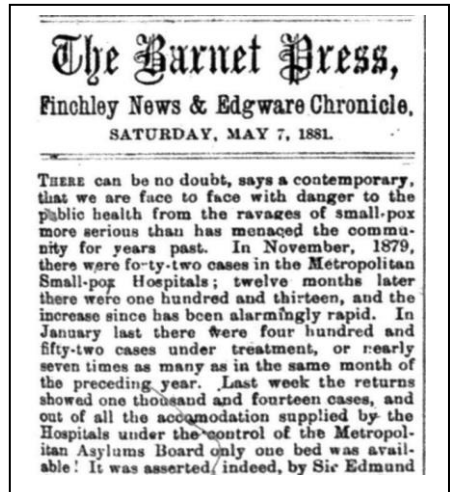 The Barnet Press,
Finchley News & Edgware Chronicle,
SATURDAY, MAY 7, 1881.
THERE can be no doubt, says a contemporary,
that we are face to face with danger to the
public health from the ravages of small-pox
more serious than has menaced the commu-
nity for years past. In November, 1879,
there were forty-two cases in the Metropolitan
Small-pox Hospitals; twelve months later
there were one hundred and thirteen, and the
increase since has been alarmingly rapid. In
January last there were four hundred and
fifty-two cases under treatment, or nearly
seven times as many as in the same month of
the preceding year. Last week the returns
showed one thousand and fourteen cases, and
out of all the accomodation supplied by the
Hospitals under the control of the Metropol-
itan Asylums Board only one bed was avail-
able! It was asserted, indeed, by Sir Edmund